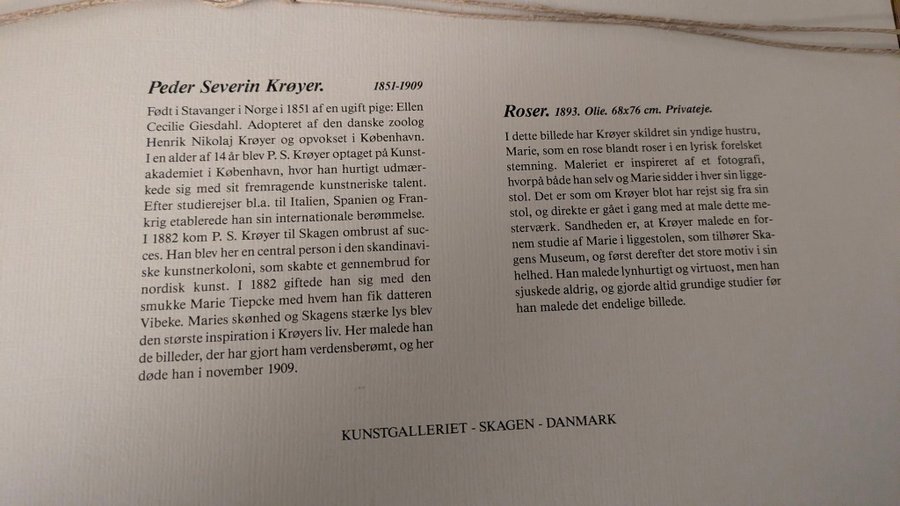 Peder Severin Krøyer. 1851-1909
Født i Stavanger i Norge i 1851 af en ugift pige: Ellen
Cecilie Giesdahl. Adopteret af den danske zoolog
Henrik Nikolaj Krøyer og opvokset i København.
I en alder af 14 år blev P. S. Krøyer optaget på Kunst-
akademiet i København, hvor han hurtigt udmær-
kede sig med sit fremragende kunstneriske talent.
Efter studierejser bl.a. til Italien, Spanien og Fran-
krig etablerede han sin internationale berømmelse.
I 1882 kom P. S. Krøyer til Skagen ombrust af suc-
ces. Han blev her en central person i den skandinavi-
ske kunstnerkoloni, som skabte et gennembrud for
nordisk kunst. I 1882 giftede han sig med den
smukke Marie Tiepcke med hvem han fik datteren
Vibeke. Maries skønhed og Skagens stærke lys blev
den største inspiration i Krøyers liv. Her malede han
de billeder, der har gjort ham verdensberømt, og her
døde han i november 1909.
Roser. 1893. Olie. 68x76 cm. Privateje.
I dette billede har Krøyer skildret sin yndige hustru,
Marie, som en rose blandt roser i en lyrisk forelsket
stemning. Maleriet er inspireret af et fotografi,
hvorpå både han selv og Marie sidder i hver sin ligge-
stol. Det er som om Krøyer blot har rejst sig fra sin
stol, og direkte er gået i gang med at male dette me-
sterværk. Sandheden er, at Krøyer malede en for-
nem studie af Marie i liggestolen, som tilhører Ska-
gens Museum, og først derefter det store motiv i sin
helhed. Han malede lynhurtigt og virtuost, men han
sjuskede aldrig, og gjorde altid grundige studier før
han malede det endelige billede.
KUNSTGALLERIET - SKAGEN - DANMARK